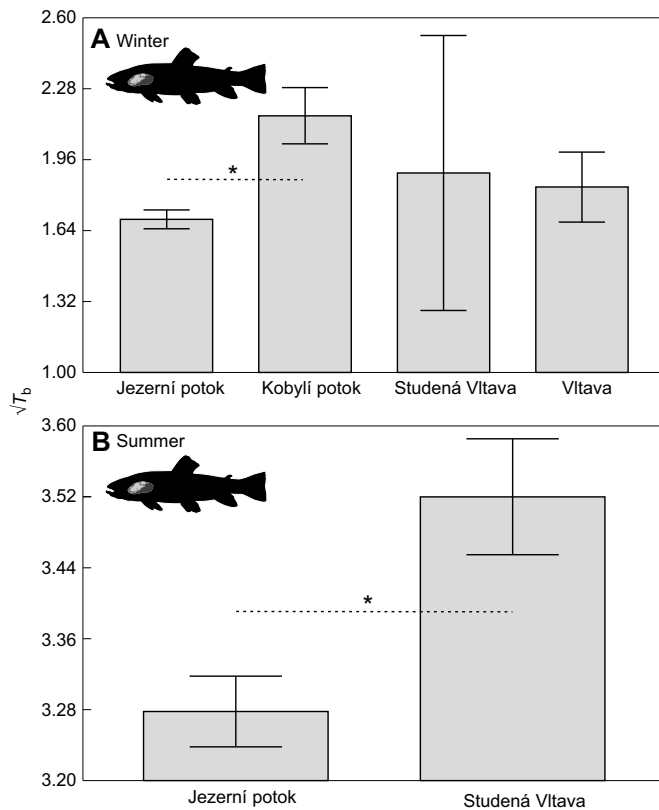 A Winter
2.60
2.28
1.96
1.64
1.32
1.00
*
Jezerní potok Kobylí potok Studená Vltava Vltava
√Tb
B Summer
3.60
3.52
3.44
3.36
3.28
3.20
*
Jezerní potok Studená Vltava